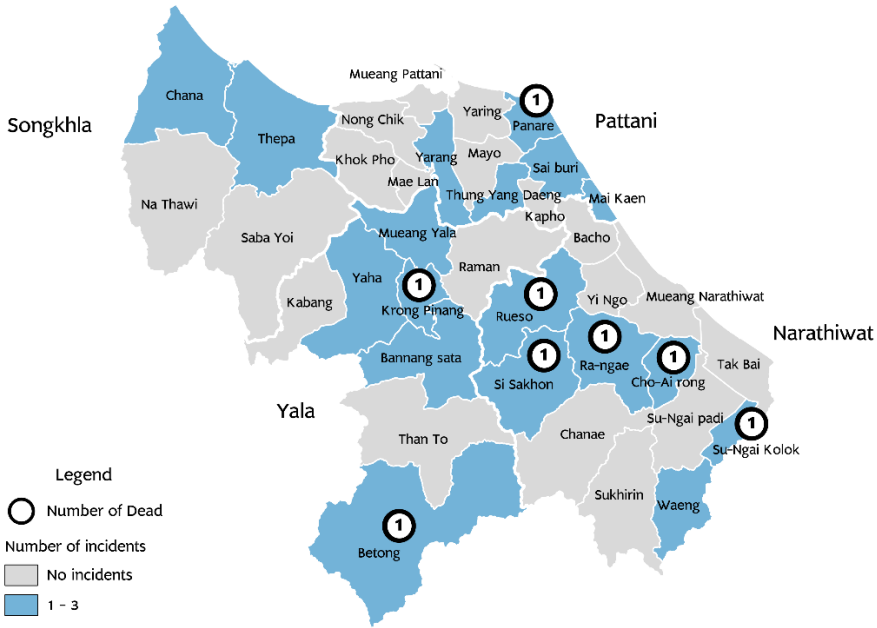 Mueang Pattani
Chana
Songkhla
Thepa
Nong Chik
Yaring
1
Panare
Pattani
Khok Pho
Yarang
Mayo
Sai buri
Mae Lan
Na Thawi
Thung Yang Daeng
Mai Kaen
Kapho
Saba Yoi
Mueang Yala
Bacho
Raman
Yaha
1
Krong Pinang
Kabang
1
Rueso
Yi Ngo
Mueang Narathiwat
Narathiwat
1
Ra-ngae
1
Cho-Ai rong
Tak Bai
Bannang sata
1
Si Sakhon
Yala
Su-Ngai padi
1
Su-Ngai Kolok
Than To
Chanae
Sukhirin
Waeng
1
Betong
Legend
Number of Dead
Number of incidents
No incidents
1 - 3